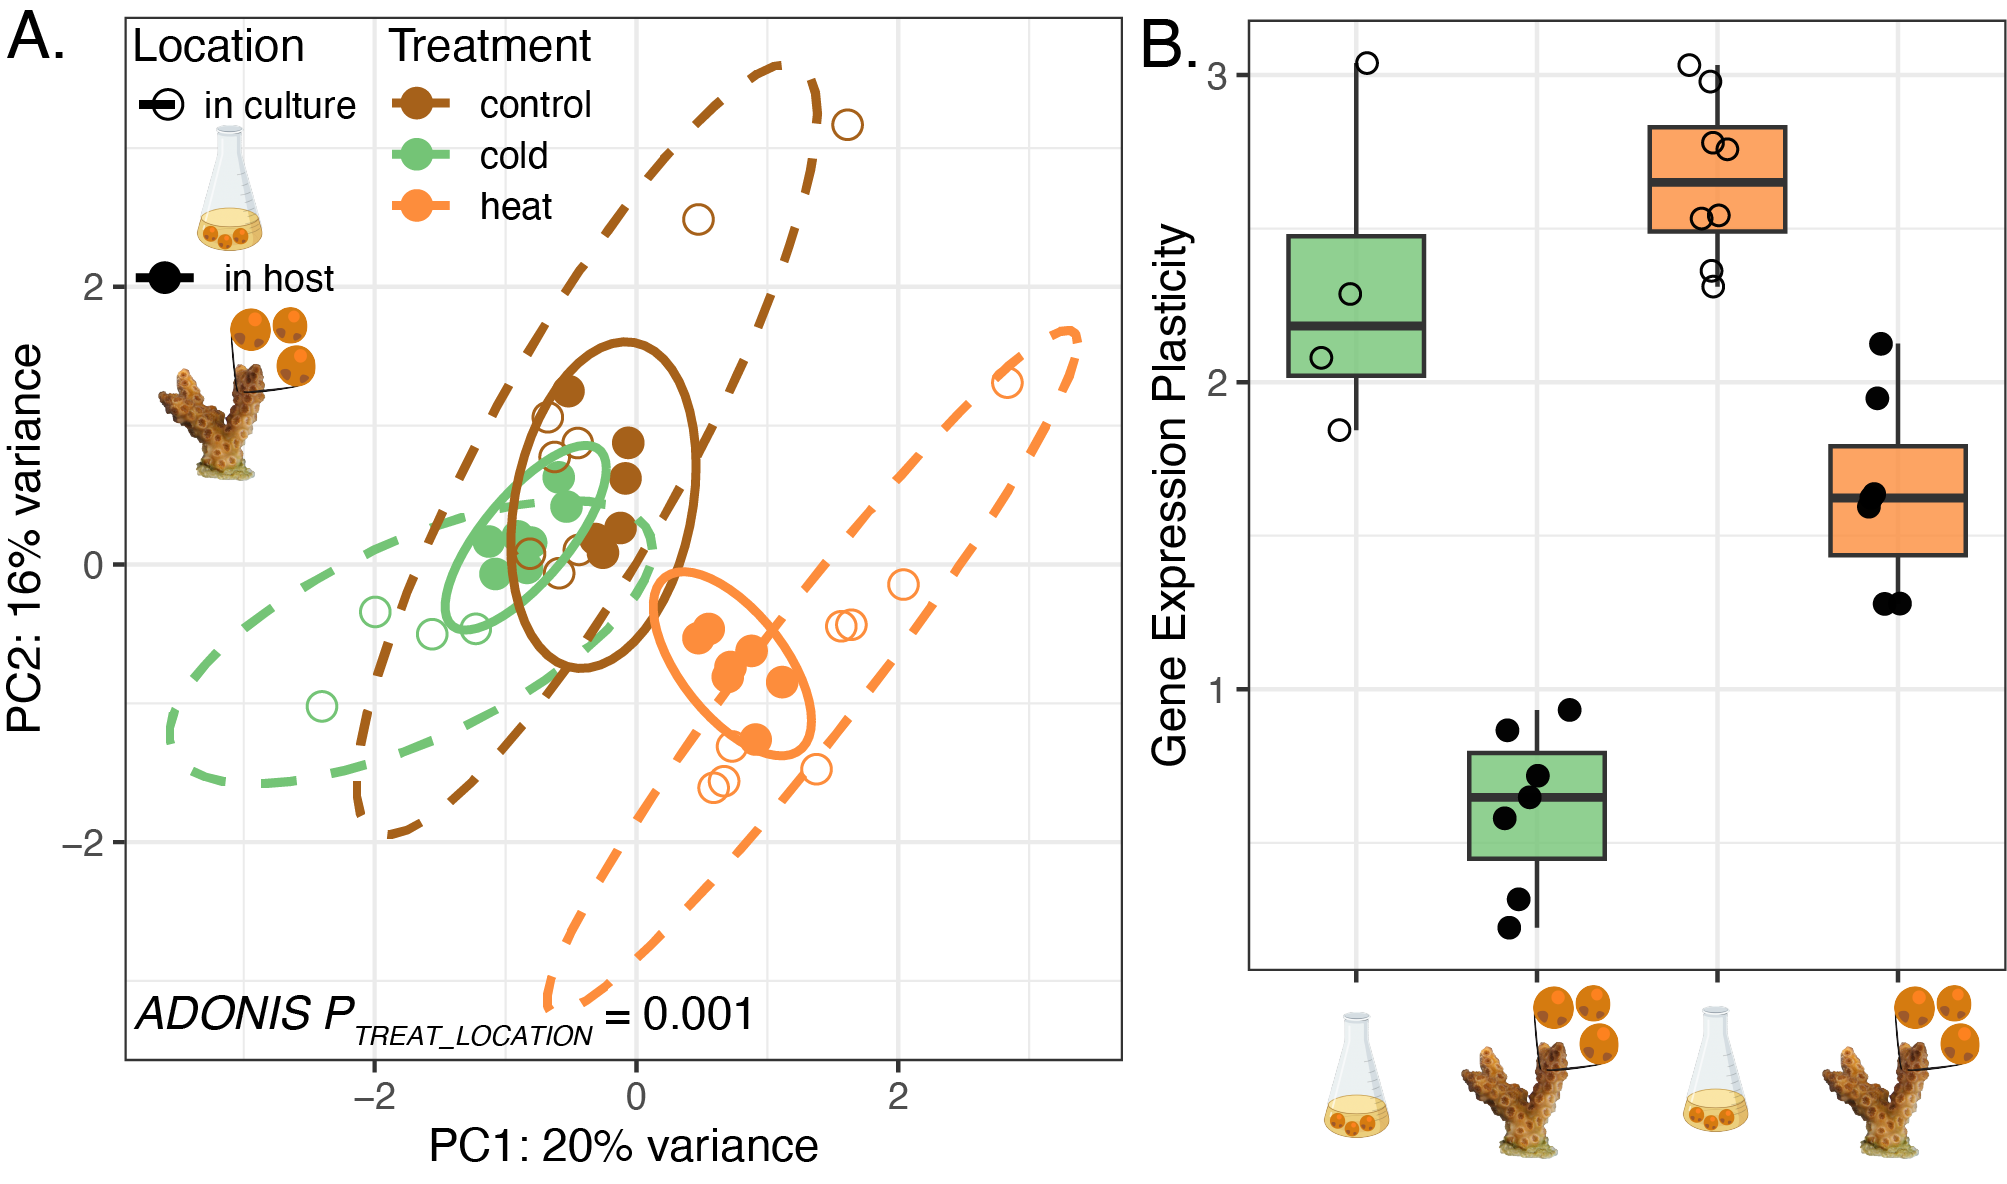 A.
Location
in culture
in host
Treatment
control
cold
heat
PC2: 16% variance
2
0
−2
ADONIS P TREAT_LOCATION = 0.001
−2 0 2
PC1: 20% variance
B.
Gene Expression Plasticity
3
2
1